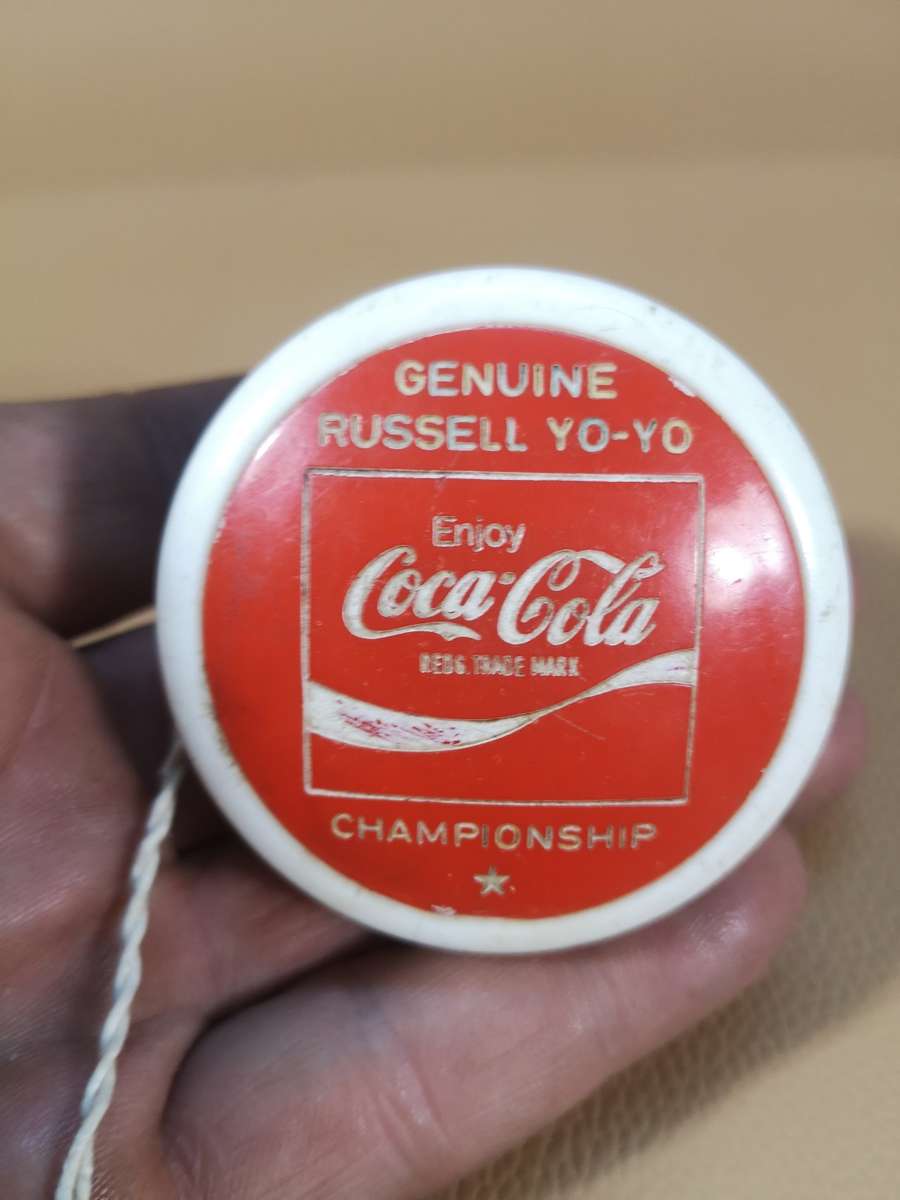 GENUINE
RUSSELL YO-YO
Enjoy
Coca-Cola
REGD. TRADE MARK
CHAMPIONSHIP